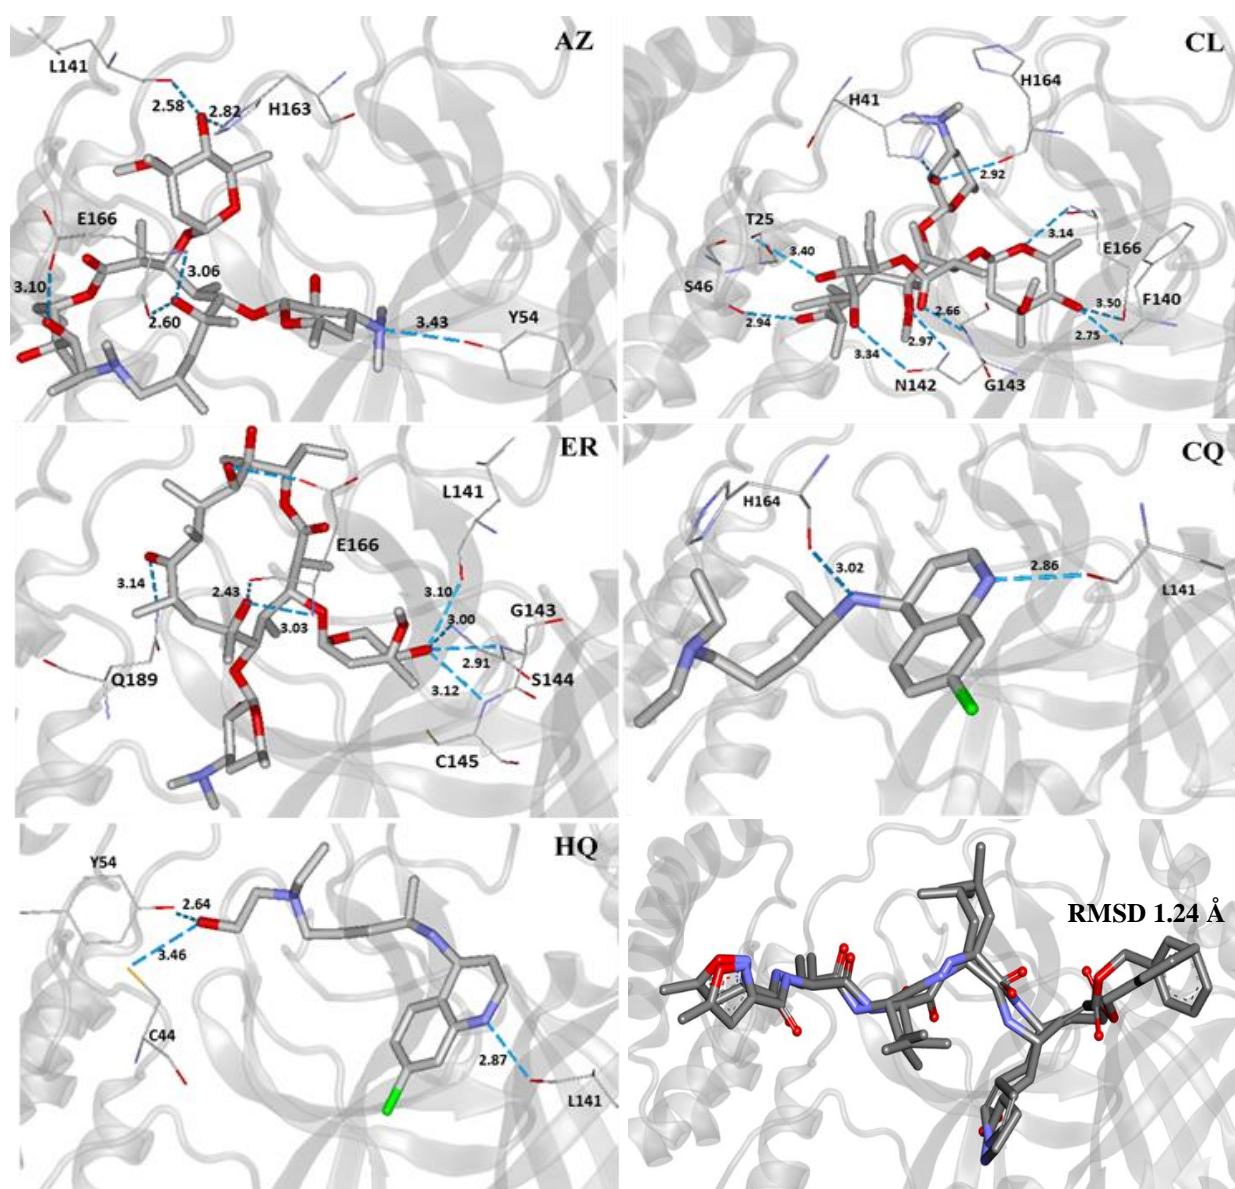 AZ
L141
2.58
2.82
H163
E166
3.10
3.06
2.60
3.43
Y54
CL
H164
H41
2.92
T25
3.40
3.14
E166
S46
2.94
2.66
3.50
F140
2.97
2.75
3.34
N142
G143
ER
L141
E166
3.14
2.43
3.10
3.00
G143
3.03
2.91
S144
Q189
3.12
C145
CQ
H164
3.02
2.86
L141
HQ
Y54
2.64
3.46
C44
2.87
L141
RMSD 1.24 Å